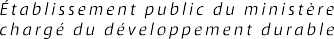 Établissement public du ministère
chargé du développement durable